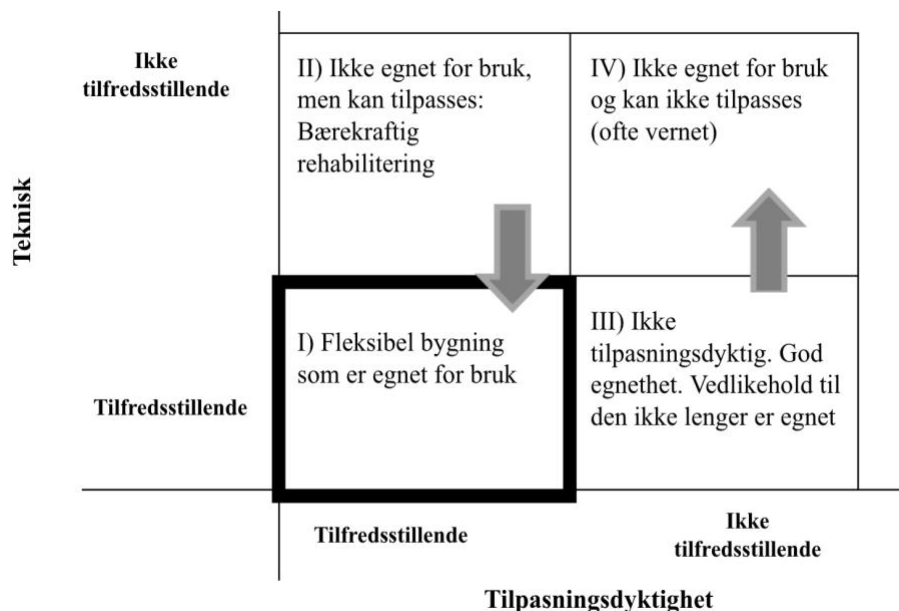 Ikke
tilfredsstillende
II) Ikke egnet for bruk,
men kan tilpasses:
Bærekraftig
rehabilitering
IV) Ikke egnet for bruk
og kan ikke tilpasses
(ofte vernet)
Teknisk
I) Fleksibel bygning
som er egnet for bruk
III) Ikke
tilpasningsdyktig. God
egnethet. Vedlikehold til
den ikke lenger er egnet
Tilfredsstillende
Tilfredsstillende
Ikke
tilfredsstillende
Tilpasningsdyktighet